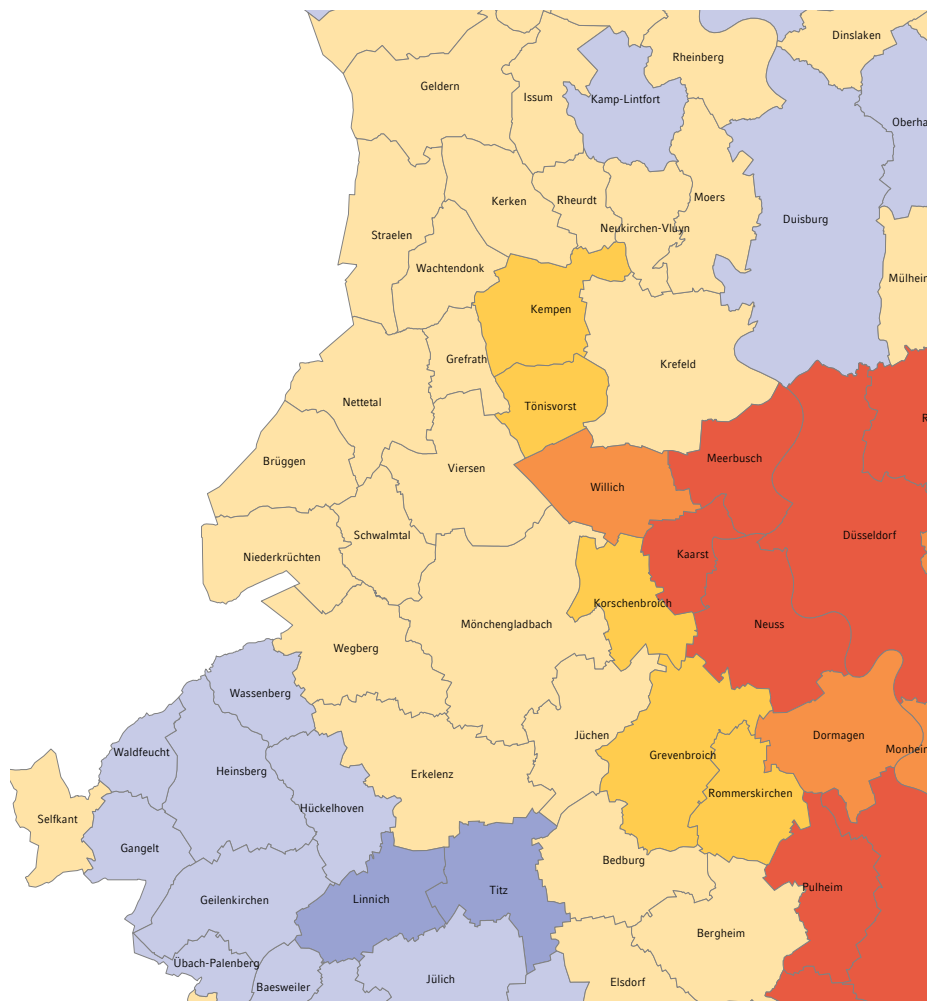 Dinslaken
Rheinberg
Geldern
Issum
Kamp-Lintfort
Oberha
Kerken
Rheurdt
Moers
Duisburg
Neukirchen-Vluyn
Straelen
Wachtendonk
Mülheim
Kempen
Grefrath
Krefeld
Nettetal
Tönisvorst
R
Brüggen
Viersen
Meerbusch
Willich
Schwalmtal
Düsseldorf
Niederkrüchten
Kaarst
Korschenbroich
Mönchengladbach
Neuss
Wegberg
Wassenberg
Jüchen
Dormagen
Waldfeucht
Grevenbroich
Monheim
Heinsberg
Erkelenz
Rommerskirchen
Hückelhoven
Selfkant
Gangelt
Bedburg
Pulheim
Titz
Linnich
Geilenkirchen
Bergheim
Übach-Palenberg
Jülich
Elsdorf
Baesweiler